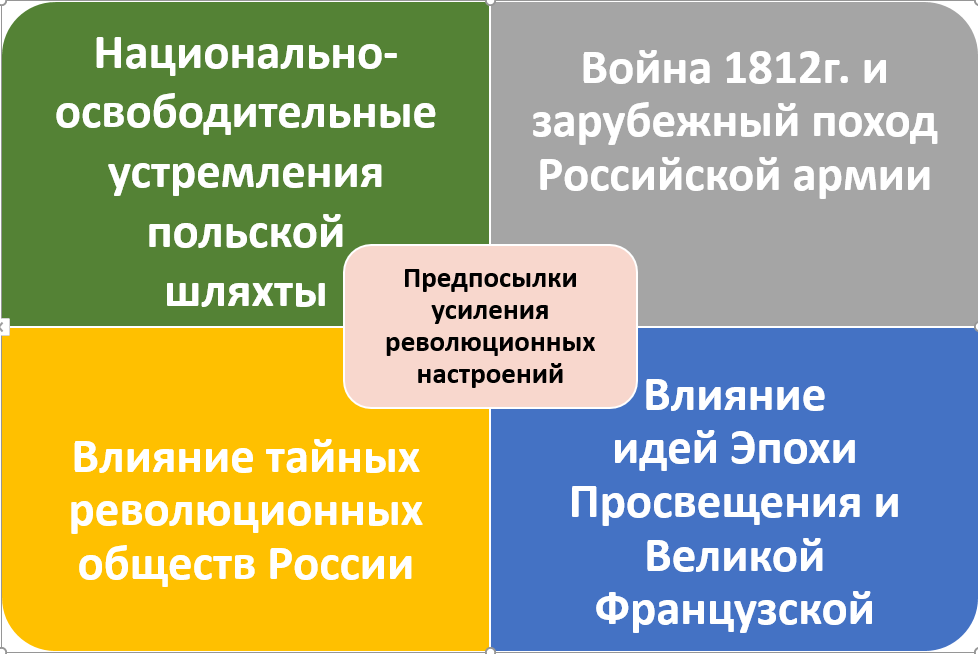 Национально-
освободительные
устремления
польской
шляхты
Война 1812г. и
зарубежный поход
Российской армии
Предпосылки
усиления
революционных
настроений
Влияние тайных
революционных
обществ России
Влияние
идей Эпохи
Просвещения и
Великой
Французской